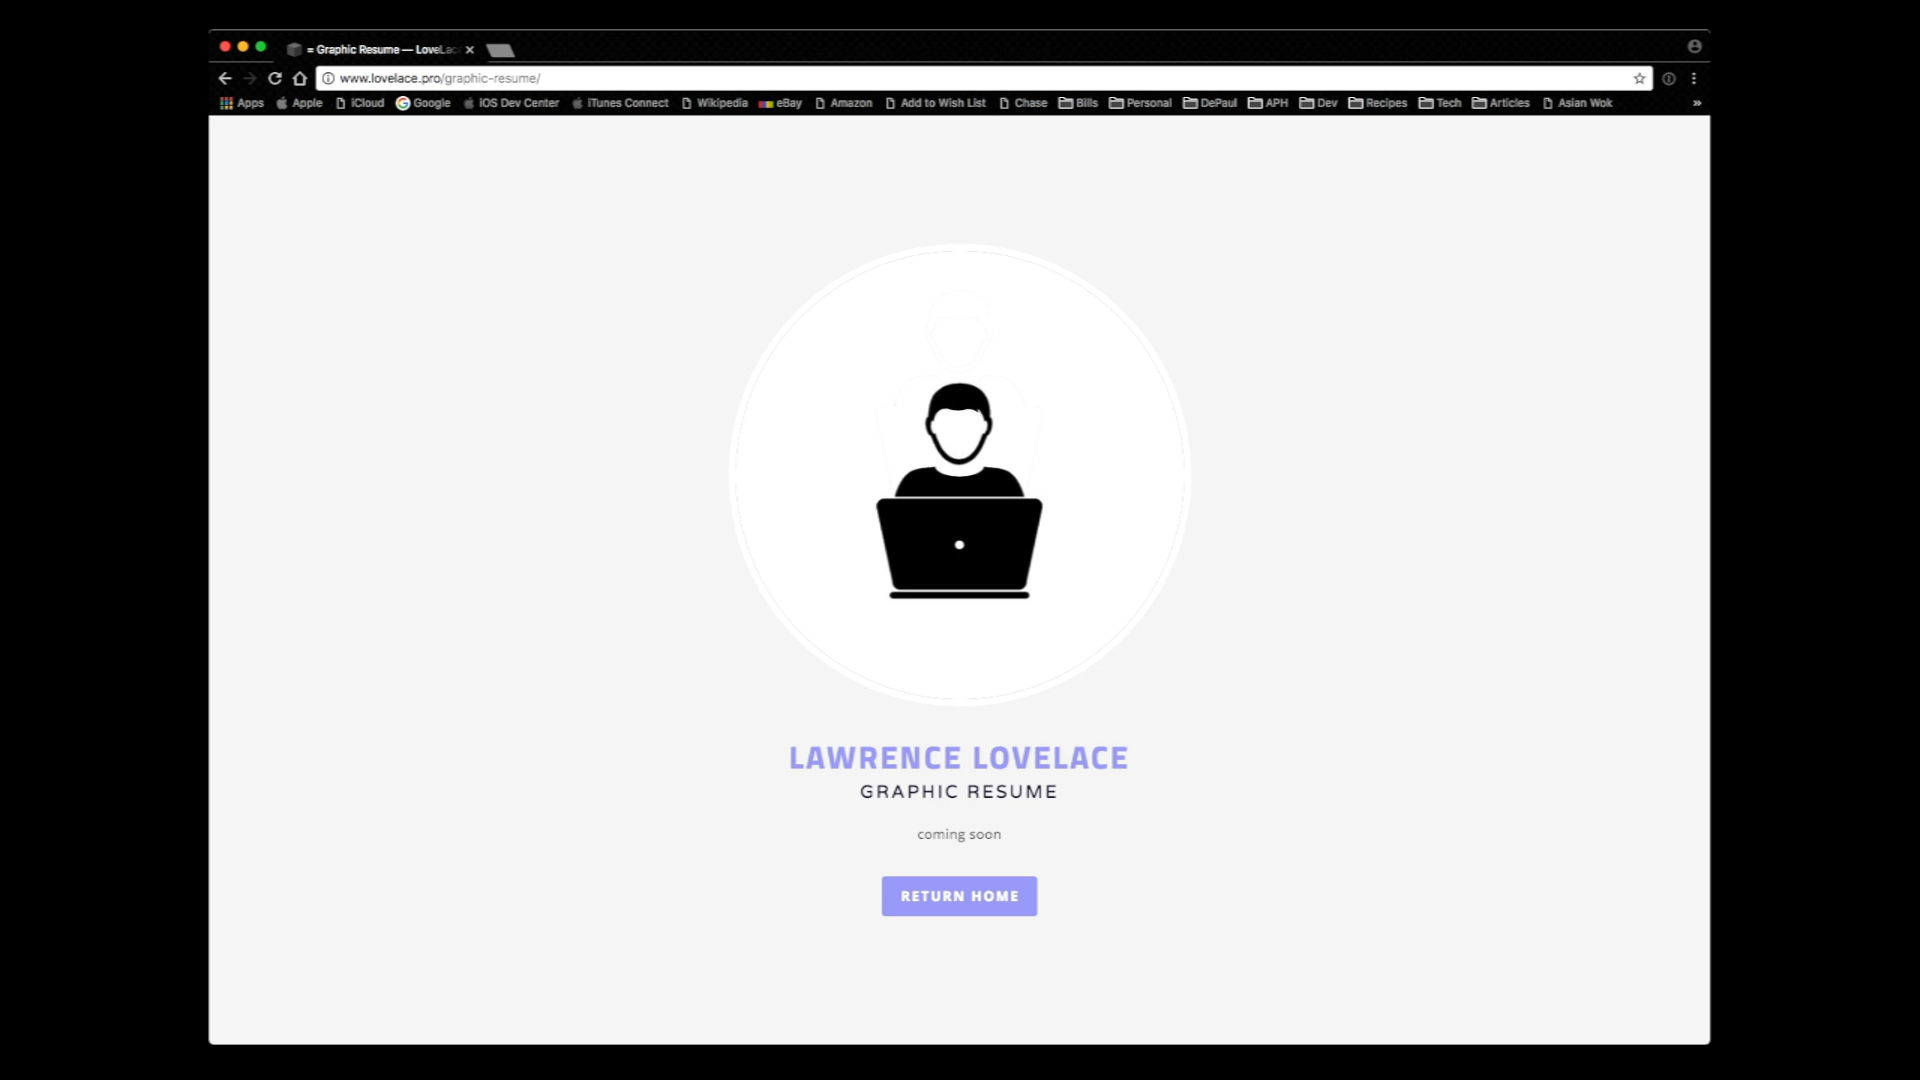 = Graphic Resume — LoveLac
www.lovelace.pro/graphic-resume/
Apps Apple iCloud Google iOS Dev Center iTunes Connect Wikipedia eBay Amazon Add to Wish List Chase Bills Personal DePaul APH Dev Recipes Tech Articles Asian Wok »
LAWRENCE LOVELACE
GRAPHIC RESUME
coming soon
RETURN HOME